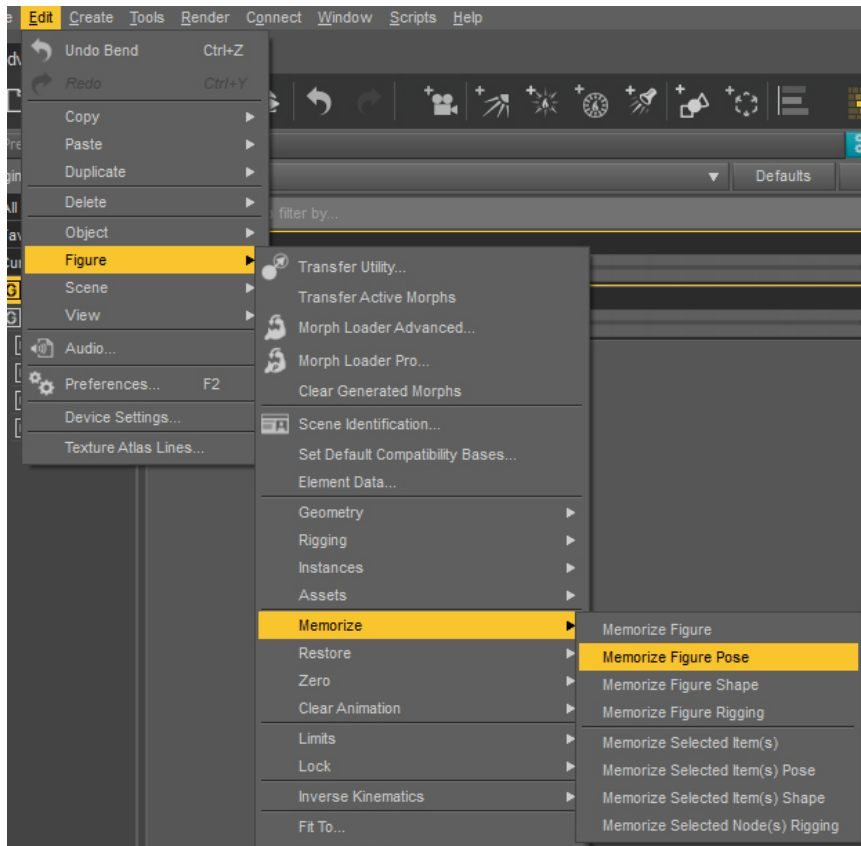 Edit Create Tools Render Connect Window Scripts Help
Undo Bend Ctrl+Z
Redo Ctrl+Y
Copy
Paste
Duplicate
Defaults
Delete
filter by...
Object
Figure
Scene
View
Audio...
Preferences... F2
Device Settings...
Texture Atlas Lines...
Transfer Utility...
Transfer Active Morphs
Morph Loader Advanced...
Morph Loader Pro...
Clear Generated Morphs
Scene Identification...
Set Default Compatibility Bases...
Element Data...
Geometry
Rigging
Instances
Assets
Memorize
Restore
Zero
Clear Animation
Limits
Lock
Inverse Kinematics
Fit To...
Memorize Figure
Memorize Figure Pose
Memorize Figure Shape
Memorize Figure Rigging
Memorize Selected Item(s)
Memorize Selected Item(s) Pose
Memorize Selected Item(s) Shape
Memorize Selected Node(s) Rigging